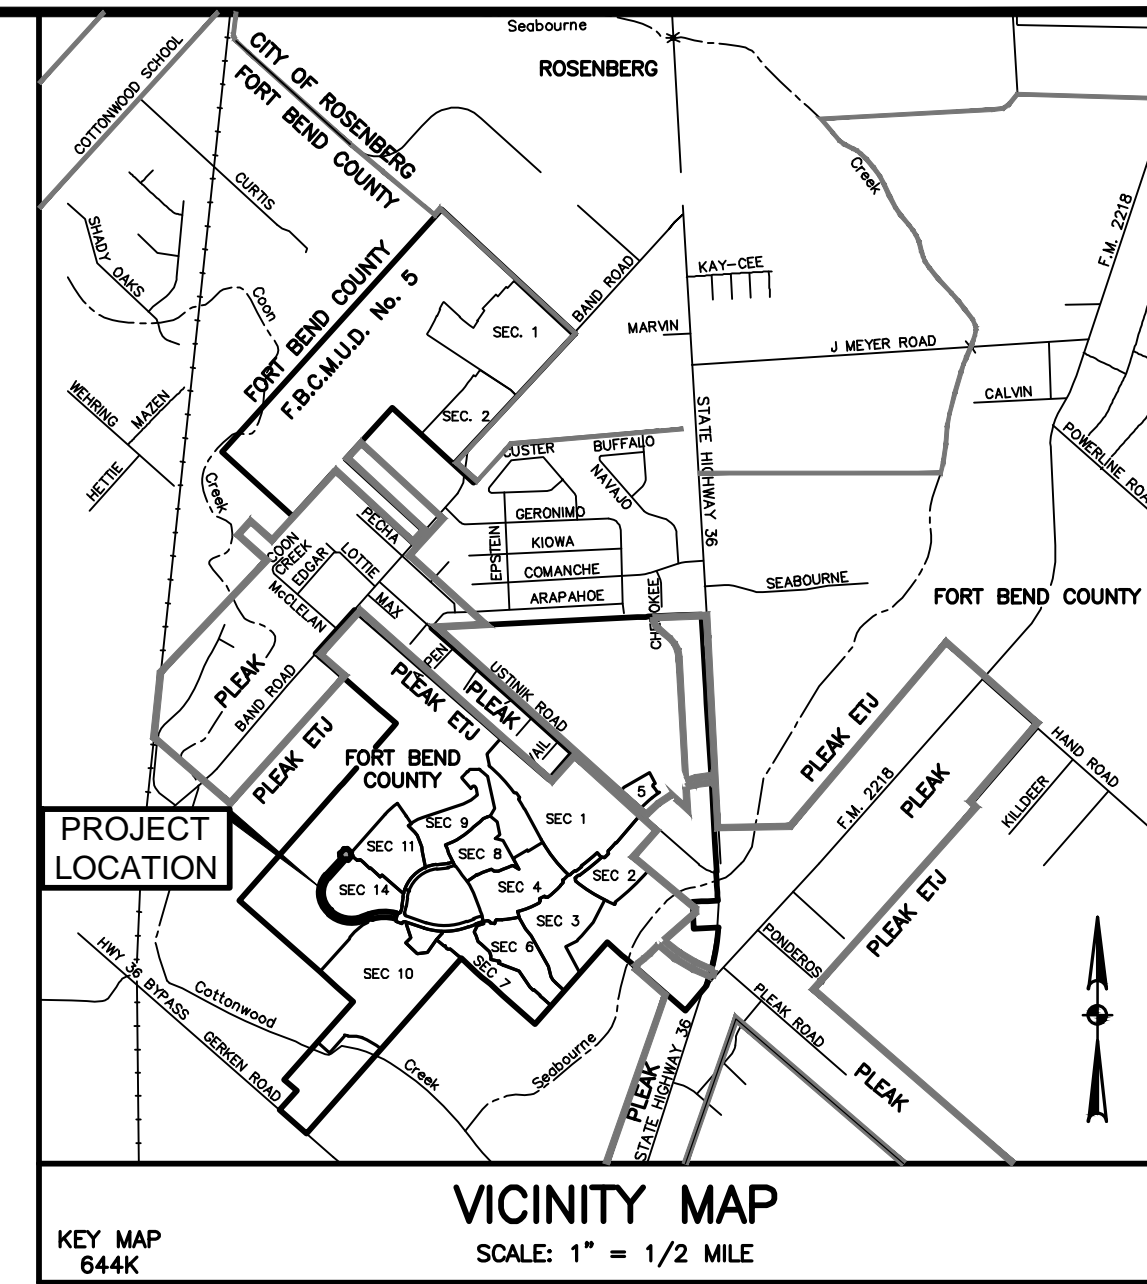 Seabourne
ROSENBERG
COTTONWOOD SCHOOL
CITY OF ROSENBERG
FORT BEND COUNTY
CURTIS
SHADY OAKS
Creek
F.M. 2218
KAY-CEE
BAND ROAD
MARVIN
J MEYER ROAD
Coon
FORT BEND COUNTY
F.B.C.M.U.D. No. 5
SEC. 1
SEC. 2
CALVIN
WEHRING
MAZEN
HETTIE
Creek
POWERLINE
STATE HIGHWAY 36
CUSTER
BUFFALO
NAVAJO
GERONIMO
EPSTEIN
KIOWA
COMANCHE
ARAPAHOE
CHEROKEE
SEABOURNE
FORT BEND COUNTY
PECHA
COON
CREEK
EDGAR
LOTTIE
McCLELAN
MAX
PLEAK
BAND ROAD
PEN
USTINIK ROAD
PLEAK
PLEAK ETJ
AIL
PLEAK ETJ
FORT BEND
COUNTY
PLEAK ETJ
F.M. 2218
PLEAK
HAND ROAD
KILLDEER
PLEAK ETJ
PROJECT
LOCATION
5
SEC 1
SEC 9
SEC 11
SEC 8
SEC 14
SEC 4
SEC 2
SEC 3
SEC 6
SEC 7
SEC 10
HWY 36 BYPASS
GERKEN ROAD
Cottonwood
Creek
Seabourne
PONDEROS
PLEAK ROAD
PLEAK
PLEAK
STATE HIGHWAY 36
VICINITY MAP
SCALE: 1" = 1/2 MILE
KEY MAP
644K